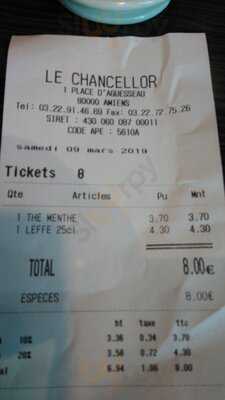 LE CHANCELLOR
1 PLACE D'AGUESSEAU
80000 AMIENS
Tel: 03.22.91.46.69 Fax: 03.22.72.75.26
SIRET : 430 060 087 00011
CODE APE : 5610A
samedi 09 mars 2019
Tickets 0
Qte Articles Pu Mnt
1 THE MENTHE 3.70 3.70
1 LEFFE 25cl 4.30 4.30
TOTAL 8.00€
ESPECES 8.00€
ht taxe ttc
10% 3.36 0.34 3.70
20% 3.58 0.72 4.30
6.94 1.06 8.00